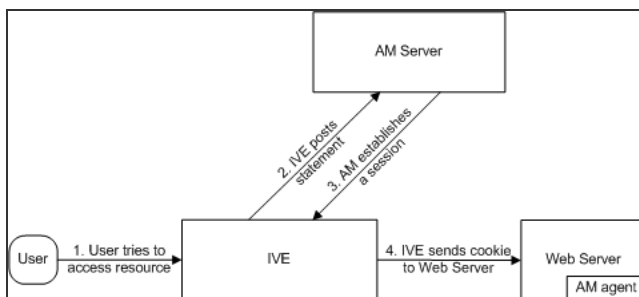 AM Server
2. IVE posts
statement
3. AM establishes
a session
User
1. User tries to
access resource
IVE
4. IVE sends cookie
to Web Server
Web Server
AM agent